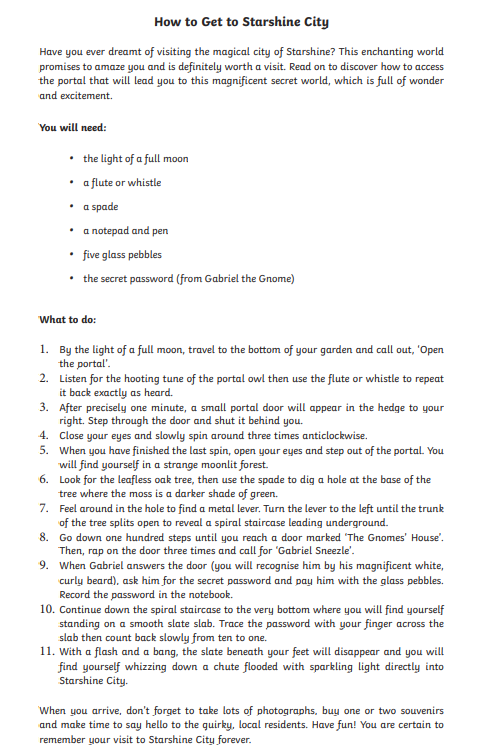 How to Get to Starshine City
Have you ever dreamt of visiting the magical city of Starshine? This enchanting world
promises to amaze you and is definitely worth a visit. Read on to discover how to access
the portal that will lead you to this magnificent secret world, which is full of wonder
and excitement.
You will need:
• the light of a full moon
• a flute or whistle
• a spade
• a notepad and pen
• five glass pebbles
• the secret password (from Gabriel the Gnome)
What to do:
1. By the light of a full moon, travel to the bottom of your garden and call out, ‘Open
the portal’.
2. Listen for the hooting tune of the portal owl then use the flute or whistle to repeat
it back exactly as heard.
3. After precisely one minute, a small portal door will appear in the hedge to your
right. Step through the door and shut it behind you.
4. Close your eyes and slowly spin around three times anticlockwise.
5. When you have finished the last spin, open your eyes and step out of the portal. You
will find yourself in a strange moonlit forest.
6. Look for the leafless oak tree, then use the spade to dig a hole at the base of the
tree where the moss is a darker shade of green.
7. Feel around in the hole to find a metal lever. Turn the lever to the left until the trunk
of the tree splits open to reveal a spiral staircase leading underground.
8. Go down one hundred steps until you reach a door marked ‘The Gnomes’ House’.
Then, rap on the door three times and call for ‘Gabriel Sneezle’.
9. When Gabriel answers the door (you will recognise him by his magnificent white,
curly beard), ask him for the secret password and pay him with the glass pebbles.
Record the password in the notebook.
10. Continue down the spiral staircase to the very bottom where you will find yourself
standing on a smooth slate slab. Trace the password with your finger across the
slab then count back slowly from ten to one.
11. With a flash and a bang, the slate beneath your feet will disappear and you will
find yourself whizzing down a chute flooded with sparkling light directly into
Starshine City.
When you arrive, don’t forget to take lots of photographs, buy one or two souvenirs
and make time to say hello to the quirky, local residents. Have fun! You are certain to
remember your visit to Starshine City forever.